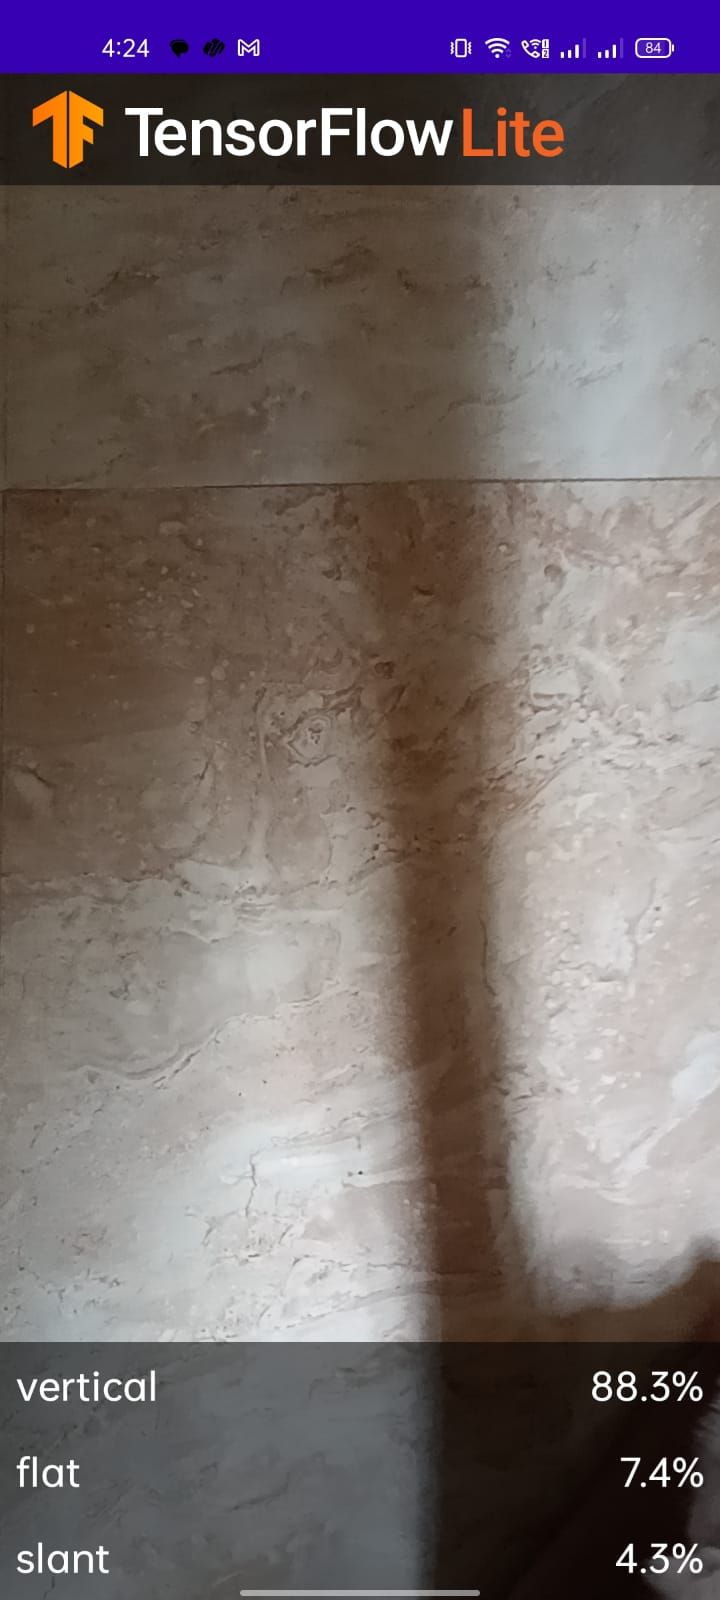 4:24 84
TensorFlow Lite
vertical 88.3%
flat 7.4%
slant 4.3%